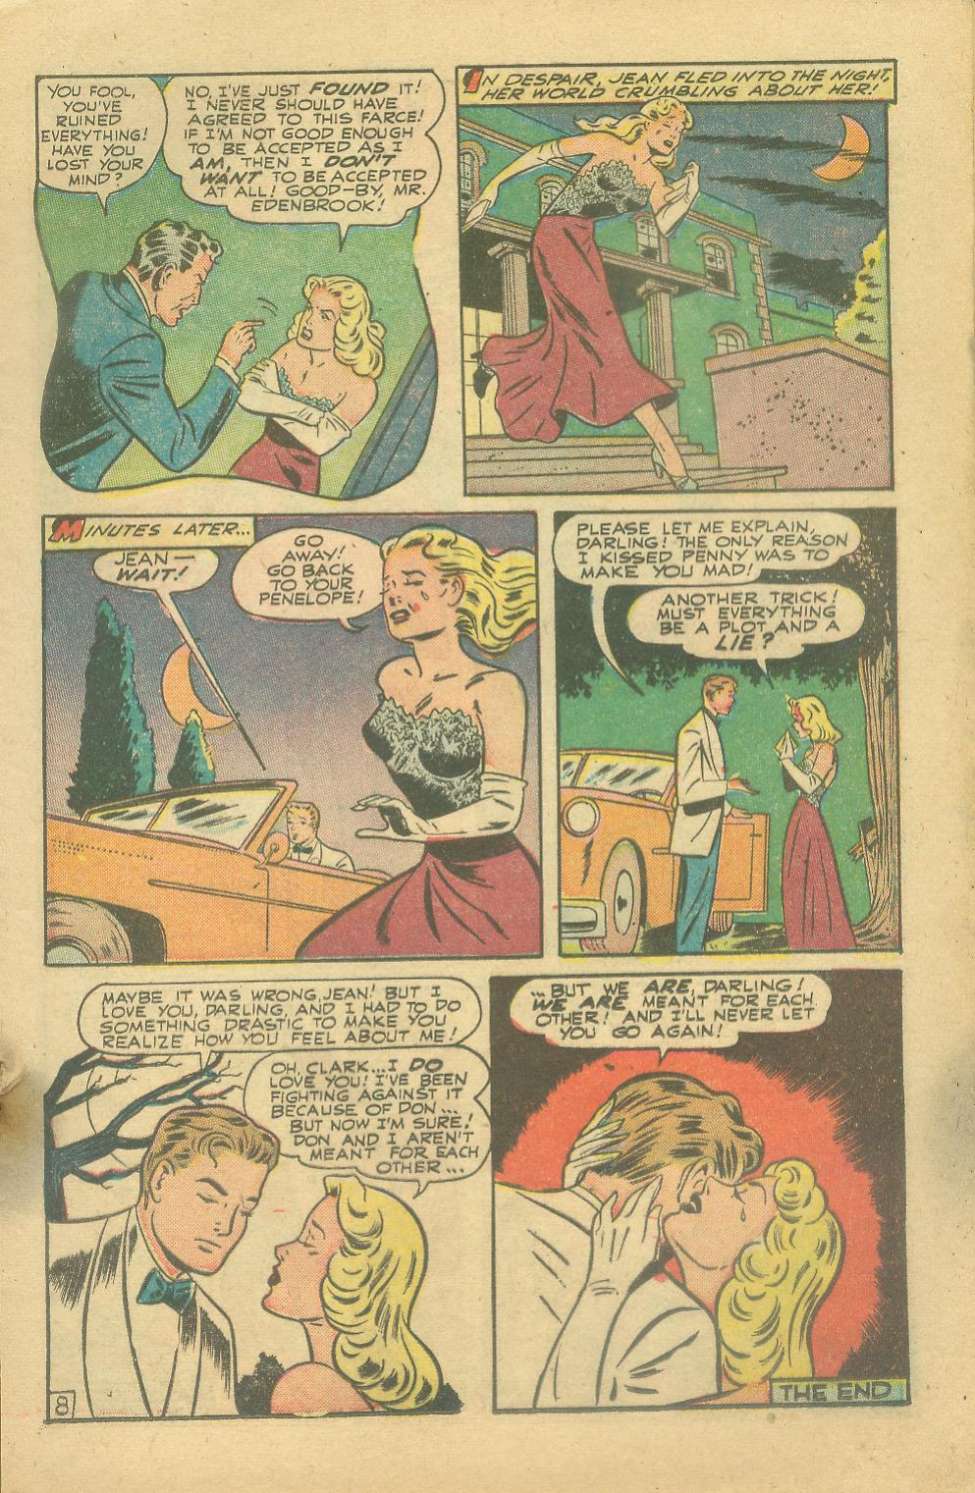 YOU FOOL,
YOU'VE
RUINED
EVERYTHING!
HAVE YOU
LOST YOUR
MIND?
NO, I'VE JUST FOUND IT!
I NEVER SHOULD HAVE
AGREED TO THIS FARCE!
IF I'M NOT GOOD ENOUGH
TO BE ACCEPTED AS I
AM, THEN I DON'T
WANT TO BE ACCEPTED
AT ALL! GOOD-BY, MR.
EDENBROOK!
IN DESPAIR, JEAN FLED INTO THE NIGHT,
HER WORLD CRUMBLING ABOUT HER!
MINUTES LATER...
JEAN—
WAIT!
GO
AWAY!
GO BACK
TO YOUR
PENELOPE!
PLEASE LET ME EXPLAIN,
DARLING! THE ONLY REASON
I KISSED PENNY WAS TO
MAKE YOU MAD!
ANOTHER TRICK!
MUST EVERYTHING
BE A PLOT AND A
LIE?
MAYBE IT WAS WRONG, JEAN! BUT I
LOVE YOU, DARLING, AND I HAD TO DO
SOMETHING DRASTIC TO MAKE YOU
REALIZE HOW YOU FEEL ABOUT ME!
OH, CLARK...I DO
LOVE YOU! I'VE BEEN
FIGHTING AGAINST IT
BECAUSE OF DON...
BUT NOW I'M SURE!
DON AND I AREN'T
MEANT FOR EACH
OTHER...
...BUT WE ARE, DARLING!
WE ARE MEANT FOR EACH
OTHER! AND I'LL NEVER LET
YOU GO AGAIN!
8
THE END